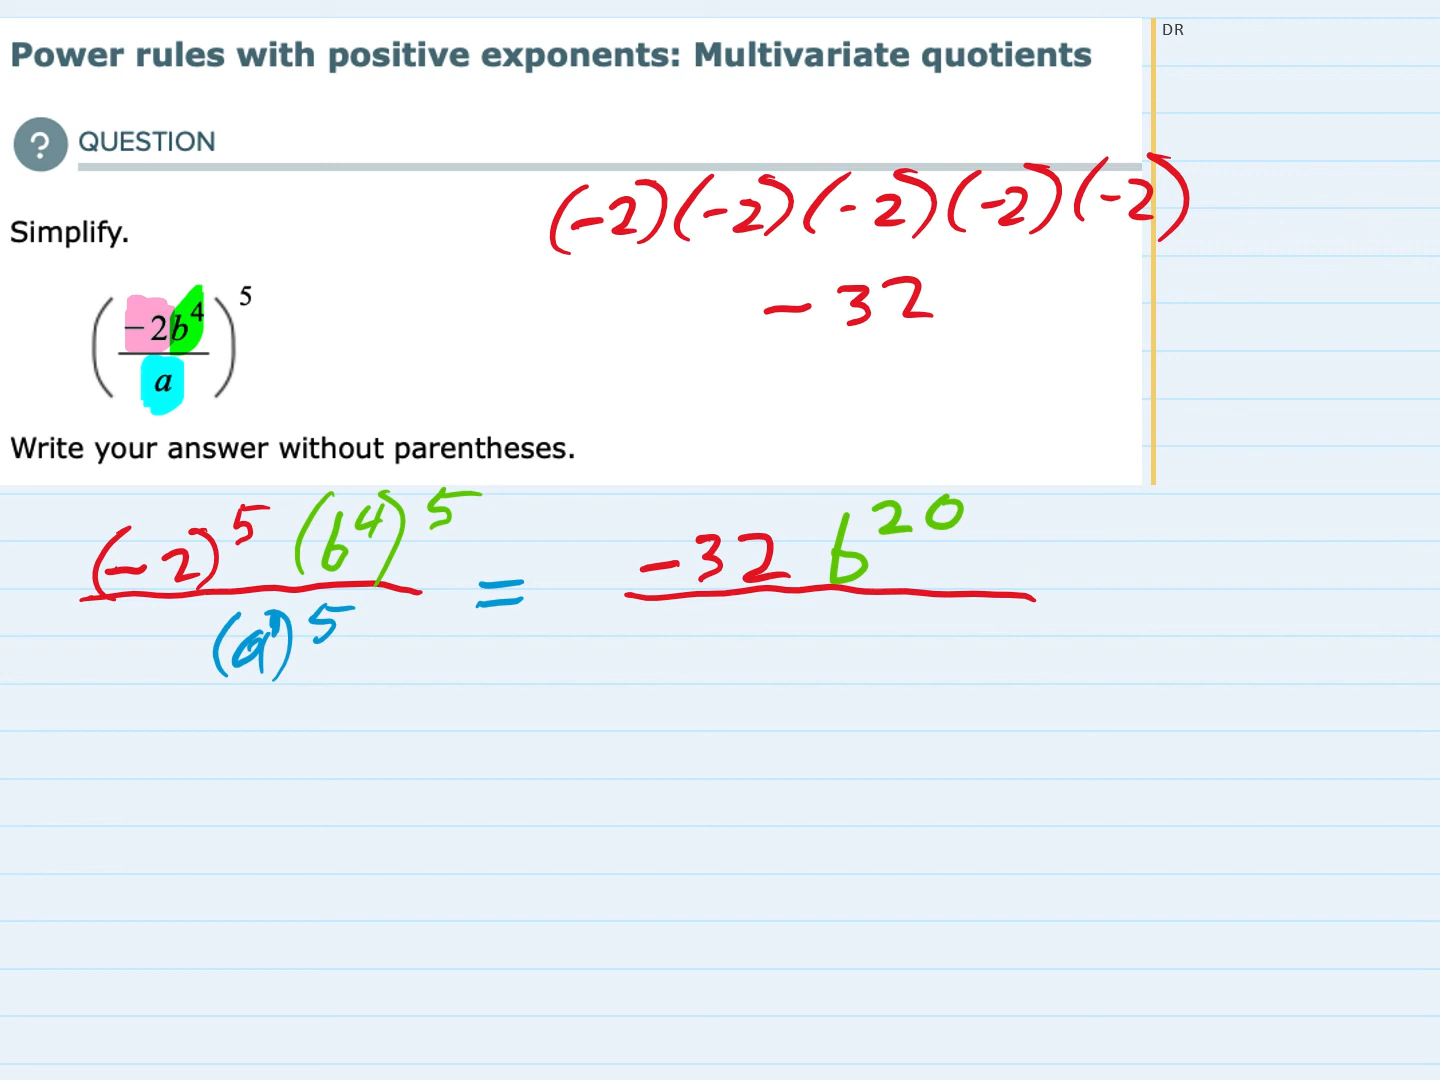 DR
Power rules with positive exponents: Multivariate quotients
? QUESTION
(-2)(-2)(-2)(-2)(-2)
Simplify.
-32
(-2b^4/a)^5
Write your answer without parentheses.
(-2)^5 (b^4)^5 / (a^1)^5 = -32 b^20